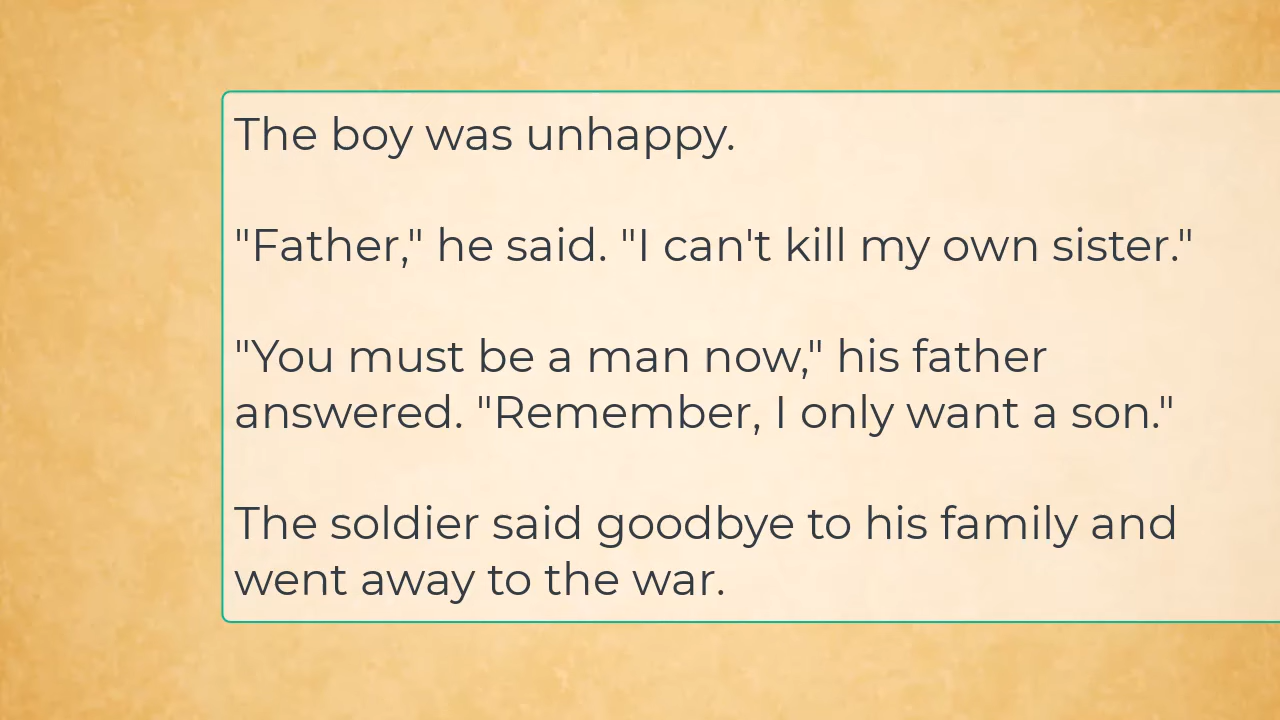 The boy was unhappy.
"Father," he said. "I can't kill my own sister."
"You must be a man now," his father
answered. "Remember, I only want a son."
The soldier said goodbye to his family and
went away to the war.